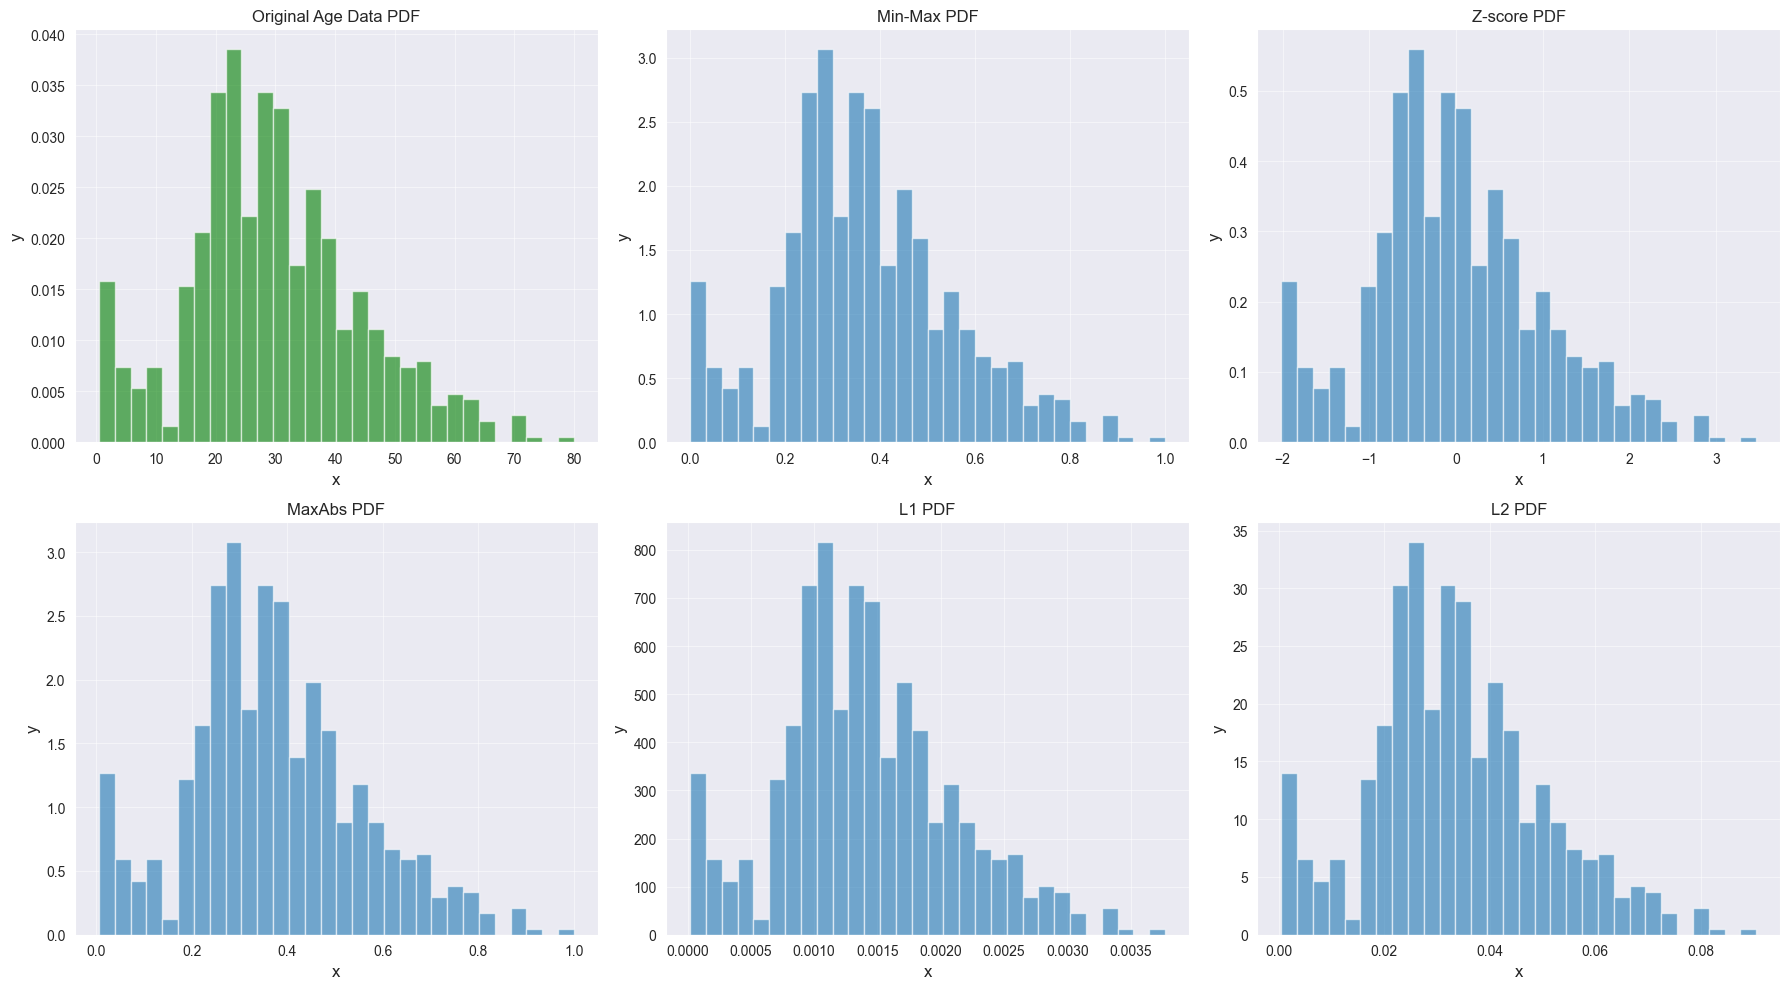 Original Age Data PDF
0.040
0.035
0.030
0.025
0.020
0.015
0.010
0.005
0.000
y
0 10 20 30 40 50 60 70 80
x
Min-Max PDF
3.0
2.5
2.0
1.5
1.0
0.5
0.0
y
0.0 0.2 0.4 0.6 0.8 1.0
x
Z-score PDF
0.5
0.4
0.3
0.2
0.1
0.0
y
−2 −1 0 1 2 3
x
MaxAbs PDF
3.0
2.5
2.0
1.5
1.0
0.5
0.0
y
0.0 0.2 0.4 0.6 0.8 1.0
x
L1 PDF
800
700
600
500
400
300
200
100
0
y
0.0000 0.0005 0.0010 0.0015 0.0020 0.0025 0.0030 0.0035
x
L2 PDF
35
30
25
20
15
10
5
0
y
0.00 0.02 0.04 0.06 0.08
x